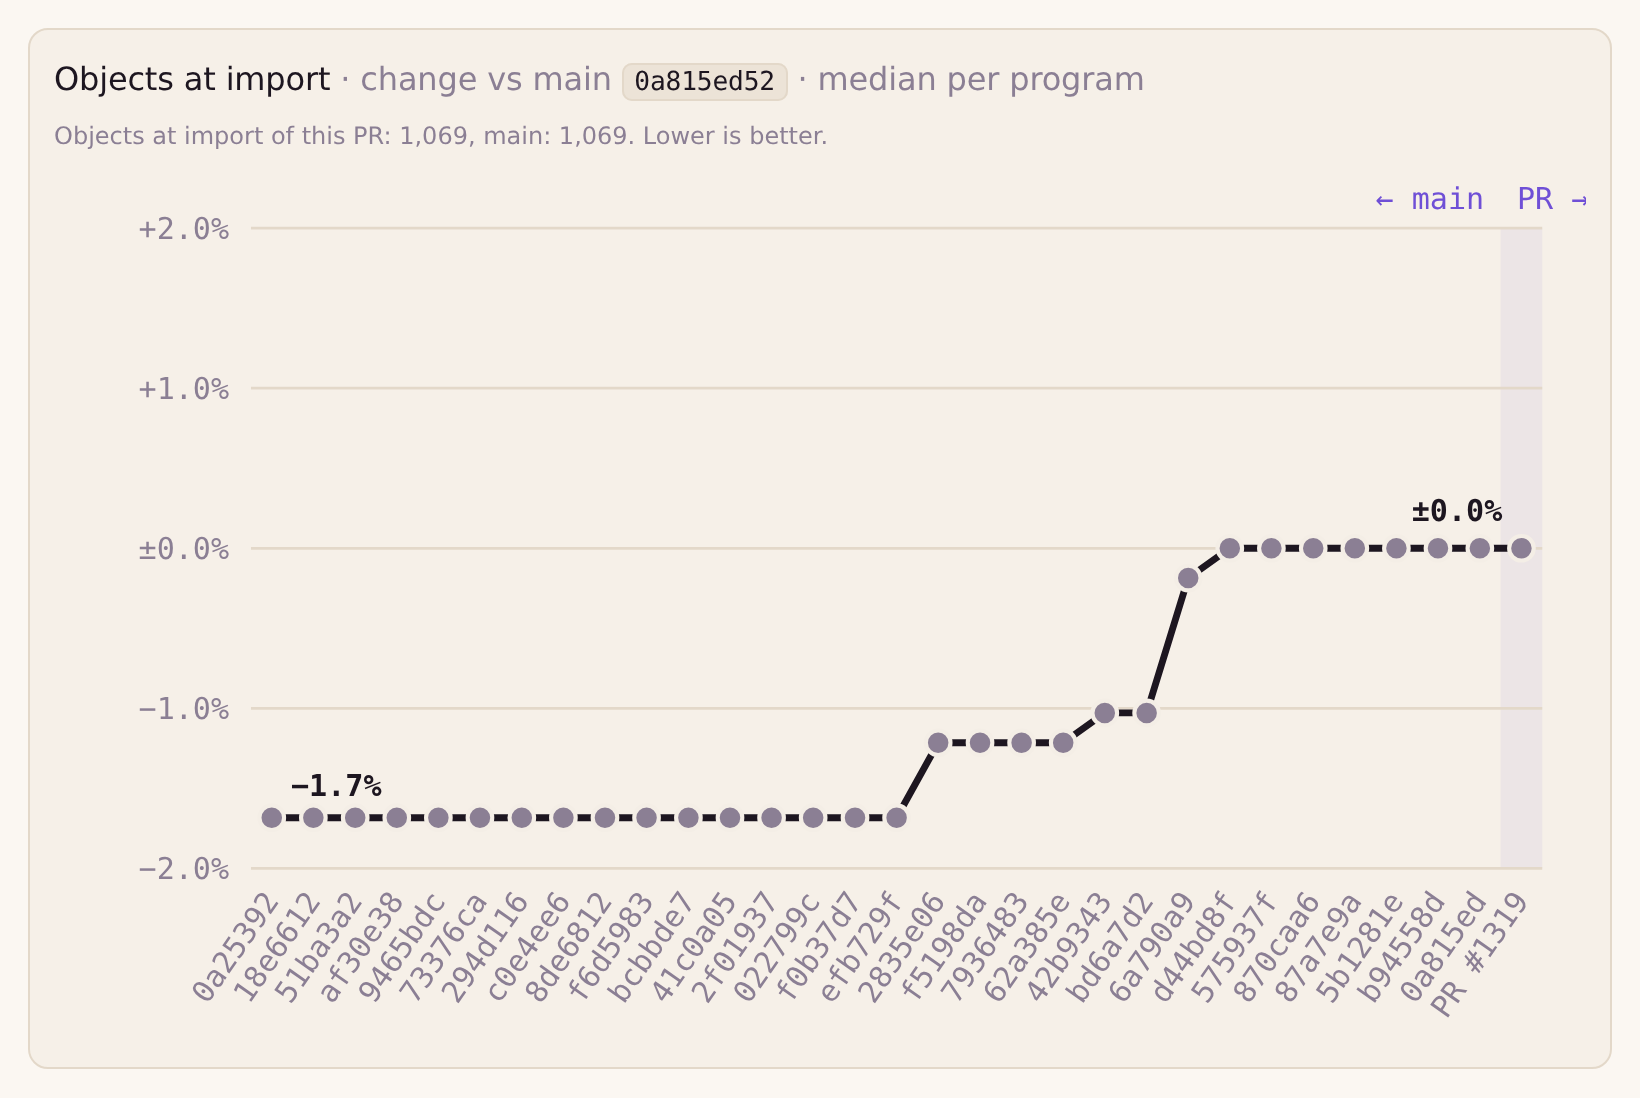 Objects at import · change vs main 0a815ed52 · median per program
Objects at import of this PR: 1,069, main: 1,069. Lower is better.
← main PR →
+2.0%
+1.0%
±0.0%
−1.0%
−2.0%
±0.0%
−1.7%
0a25392
18e6612
51ba3a2
af30e38
9465bdc
73376ca
294d116
c0e4ee6
8de6812
f6d5983
bcbbde7
41c0a05
2f01937
022799c
f0b37d7
efb729f
2835e06
f5198da
7936483
62a385e
42b9343
bd6a7d2
6a790a9
d44bd8f
575937f
870caa6
87a7e9a
5b1281e
b94558d
0a815ed
PR #1319